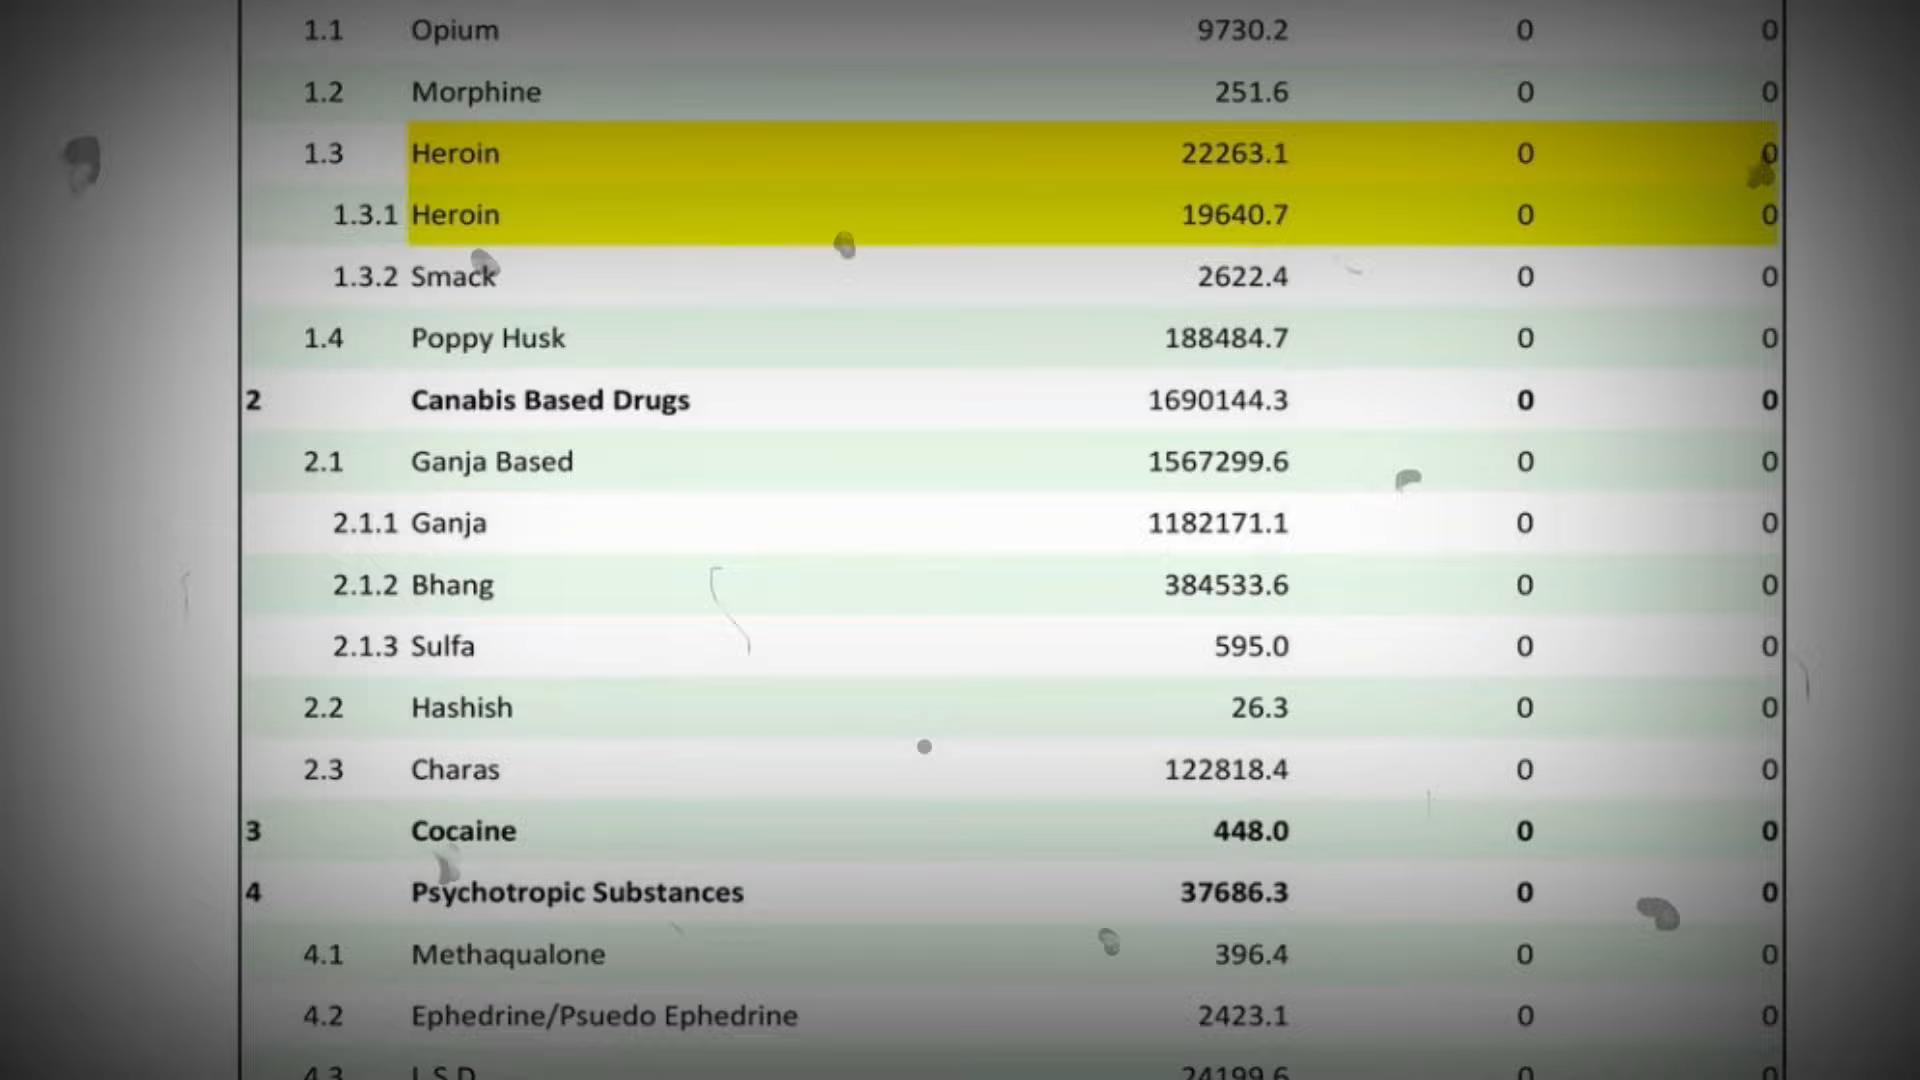 1.1 Opium 9730.2 0 0
1.2 Morphine 251.6 0 0
1.3 Heroin 22263.1 0 0
1.3.1 Heroin 19640.7 0 0
1.3.2 Smack 2622.4 0 0
1.4 Poppy Husk 188484.7 0 0
2 Canabis Based Drugs 1690144.3 0 0
2.1 Ganja Based 1567299.6 0 0
2.1.1 Ganja 1182171.1 0 0
2.1.2 Bhang 384533.6 0 0
2.1.3 Sulfa 595.0 0 0
2.2 Hashish 26.3 0 0
2.3 Charas 122818.4 0 0
3 Cocaine 448.0 0 0
4 Psychotropic Substances 37686.3 0 0
4.1 Methaqualone 396.4 0 0
4.2 Ephedrine/Psuedo Ephedrine 2423.1 0 0
4.3 L.S.D. 24199.6 0 0